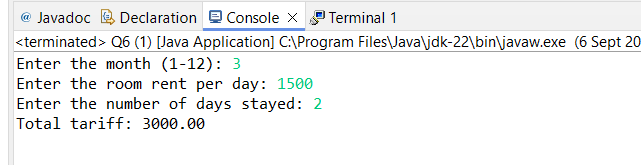 @ Javadoc Declaration Console × Terminal 1
<terminated> Q6 (1) [Java Application] C:\Program Files\Java\jdk-22\bin\javaw.exe (6 Sept 20
Enter the month (1-12): 3
Enter the room rent per day: 1500
Enter the number of days stayed: 2
Total tariff: 3000.00